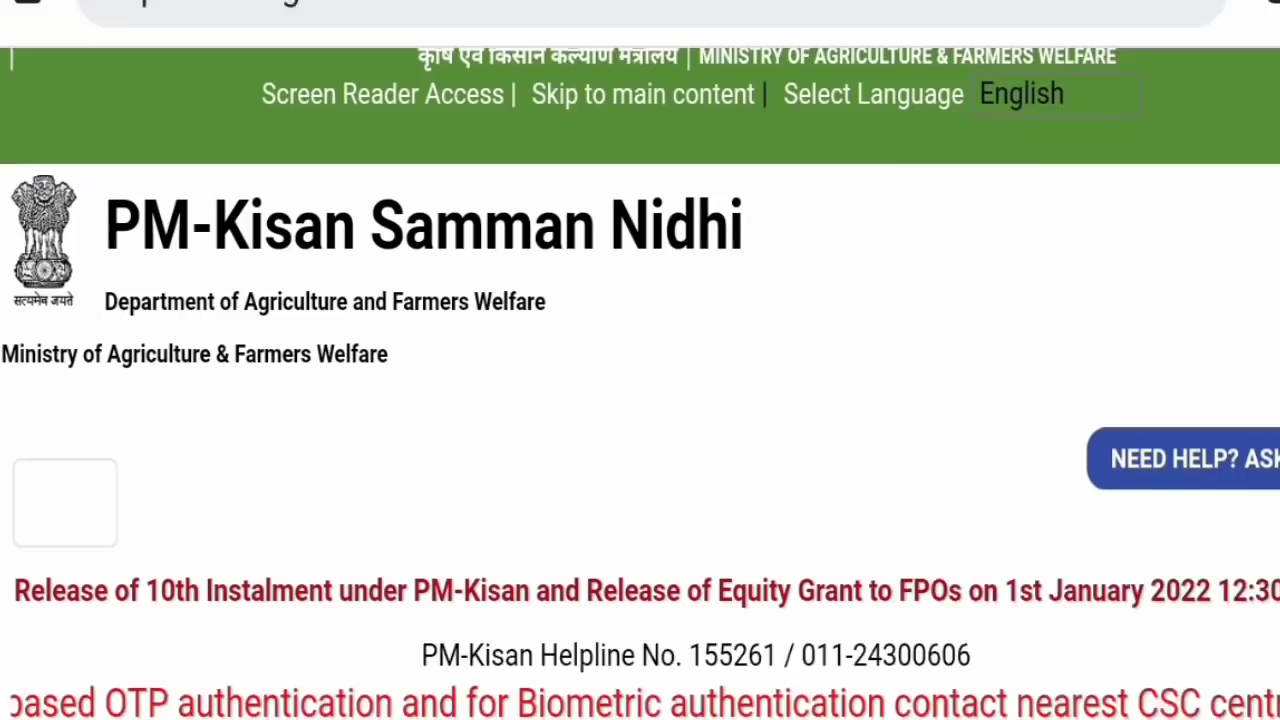 |
कृषि एवं किसान कल्याण मंत्रालय | MINISTRY OF AGRICULTURE & FARMERS WELFARE
Screen Reader Access | Skip to main content | Select Language English
PM-Kisan Samman Nidhi
सत्यमेव जयते
Department of Agriculture and Farmers Welfare
Ministry of Agriculture & Farmers Welfare
NEED HELP?
Release of 10th Instalment under PM-Kisan and Release of Equity Grant to FPOs on 1st January 2022 12:30
PM-Kisan Helpline No. 155261 / 011-24300606
OTP authentication and for Biometric authentication contact nearest CSC